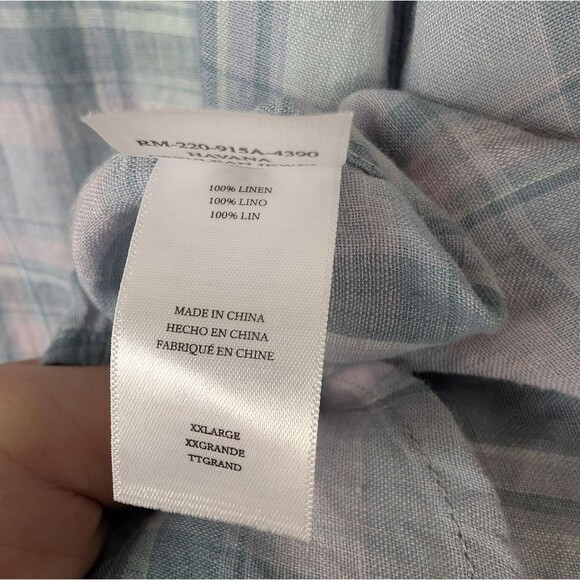 RM-220-915A-4390
HAVANA
100% LINEN
100% LINO
100% LIN
MADE IN CHINA
HECHO EN CHINA
FABRIQUÉ EN CHINE
XXLARGE
XXGRANDE
TTGRAND